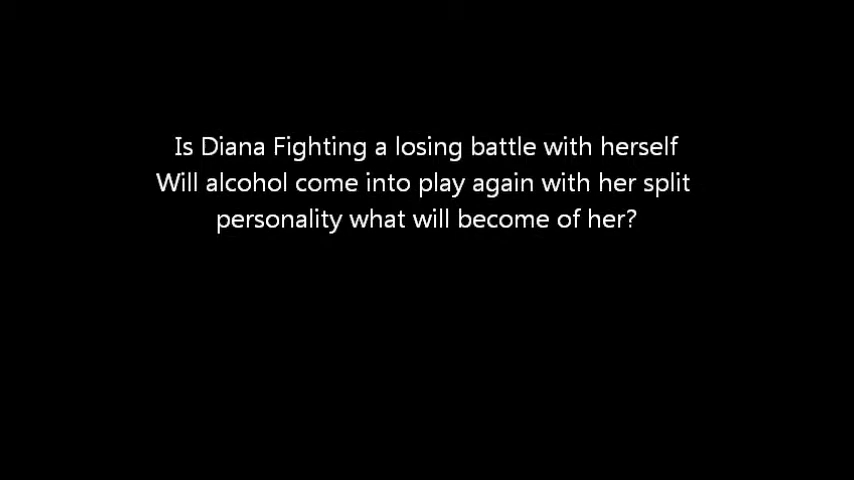 Is Diana Fighting a losing battle with herself
Will alcohol come into play again with her split
personality what will become of her?